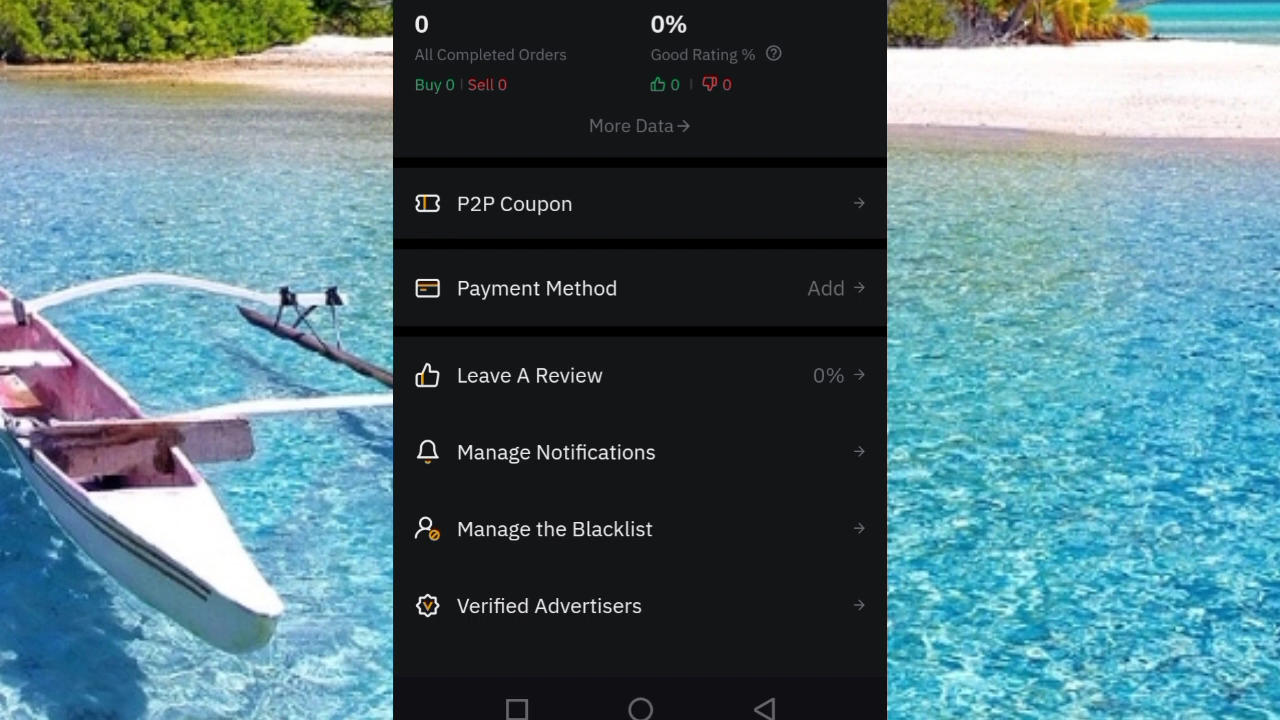 0
0%
All Completed Orders
Good Rating %
Buy 0 | Sell 0
0 | 0
More Data
P2P Coupon
Payment Method
Add
Leave A Review
0%
Manage Notifications
Manage the Blacklist
Verified Advertisers